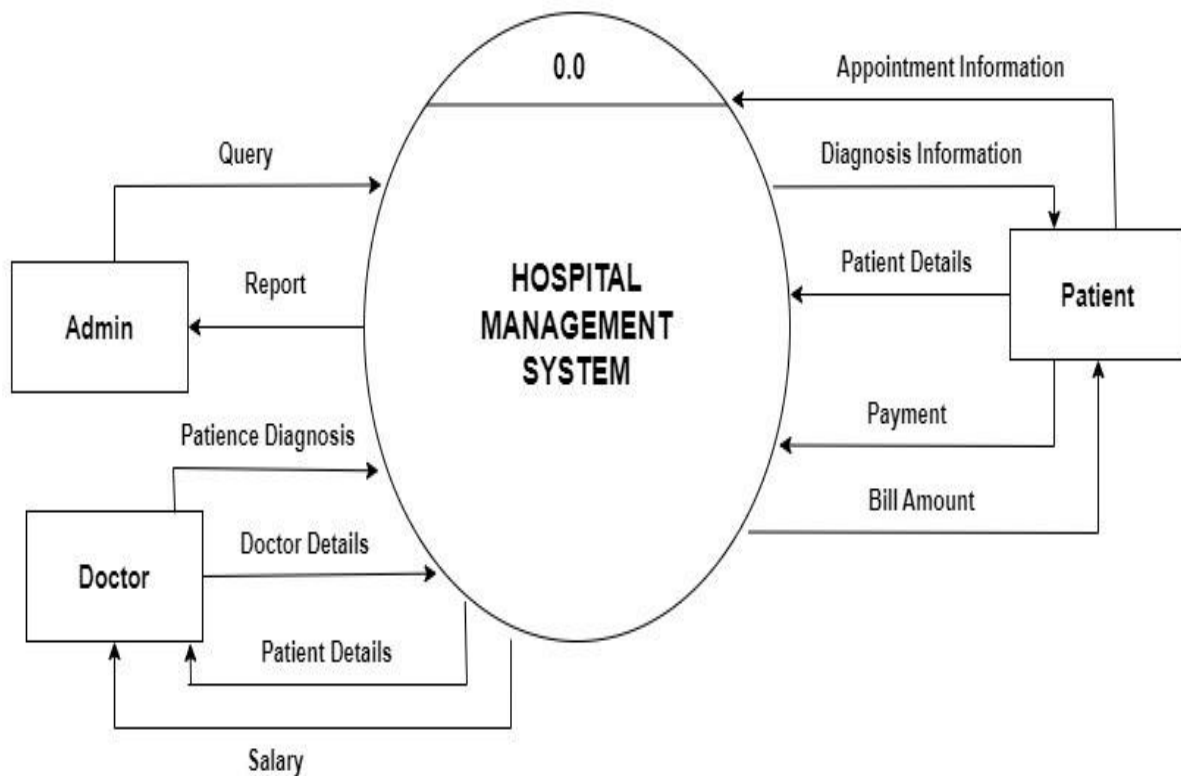 0.0
Appointment Information
Query
Diagnosis Information
Patient Details
Report
HOSPITAL
MANAGEMENT
SYSTEM
Patient
Admin
Payment
Patience Diagnosis
Bill Amount
Doctor Details
Doctor
Patient Details
Salary